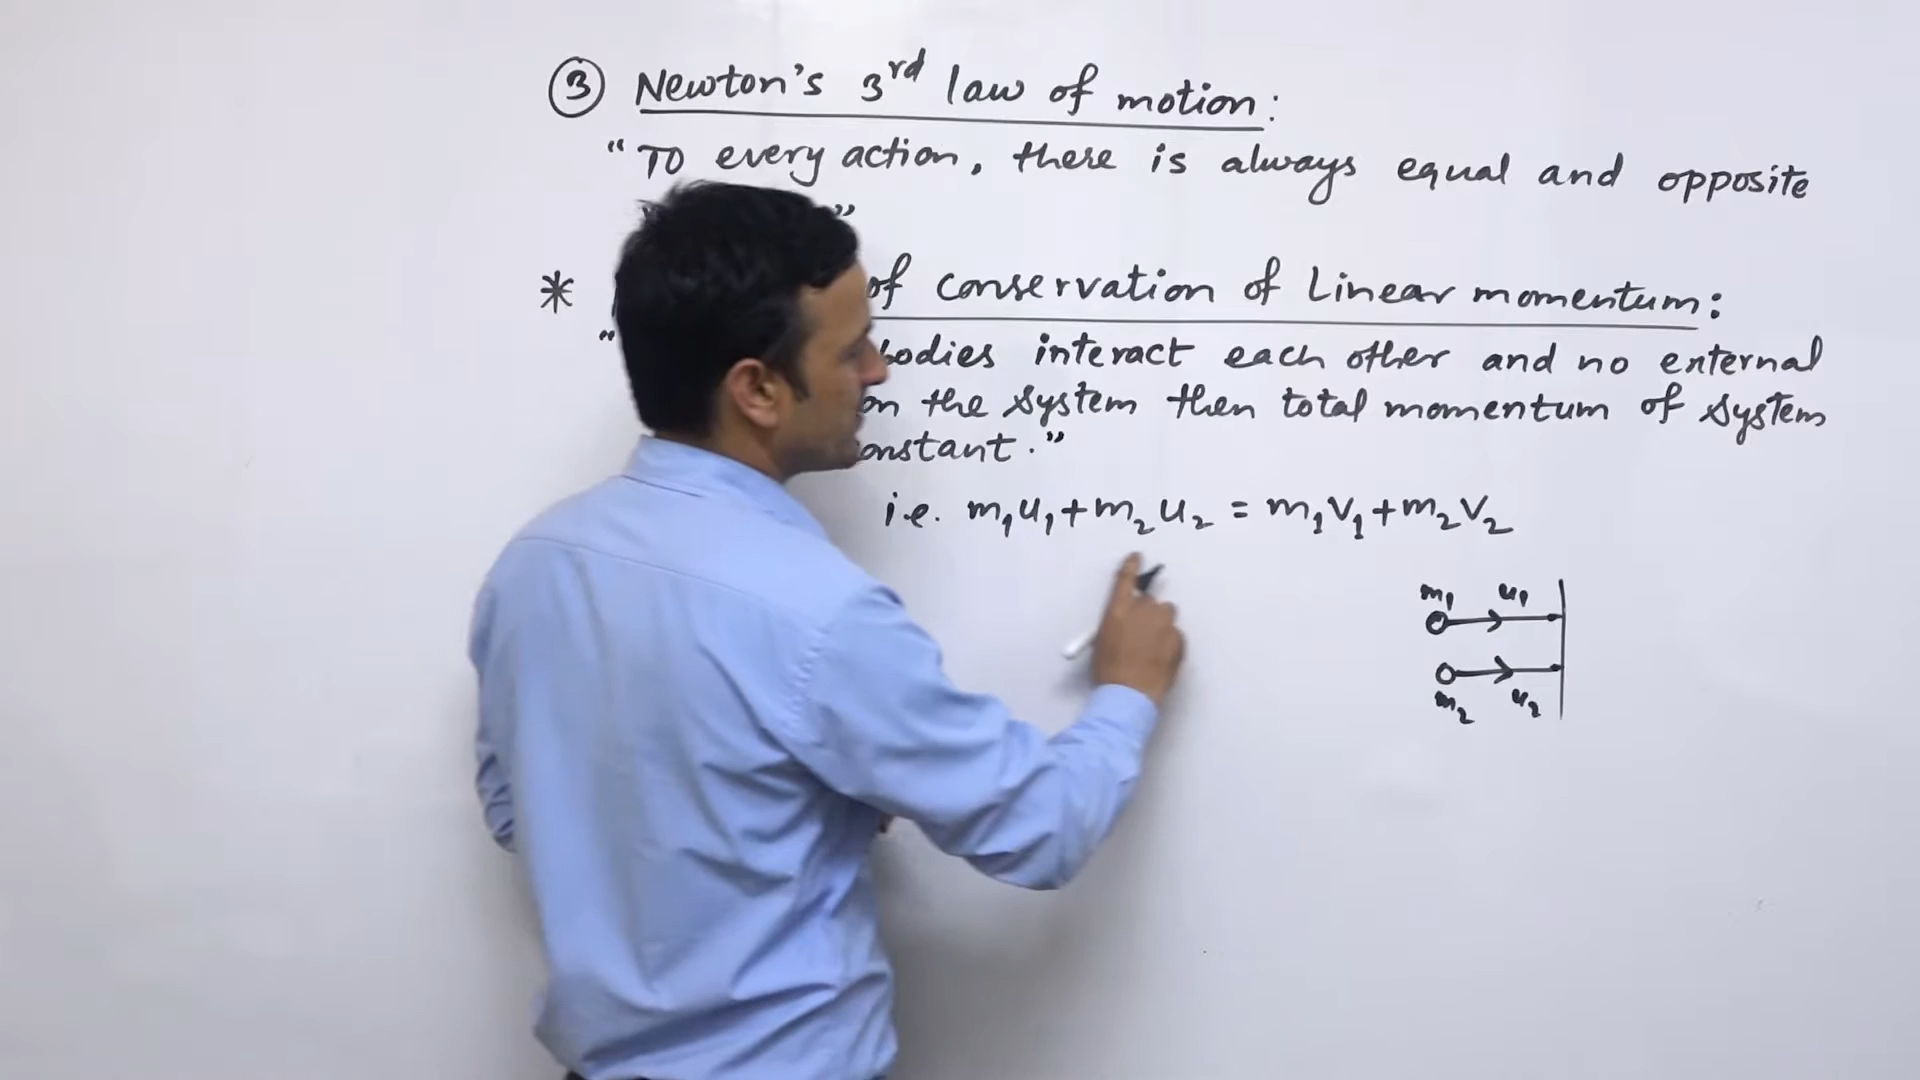 ③ Newton's 3rd law of motion:
"To every action, there is always equal and opposite
"
* of conservation of Linear momentum:
" bodies interact each other and no external
on the system then total momentum of system
onstant."
i.e. m₁u₁+m₂u₂ = m₁v₁+m₂v₂
m₁ u₁
m₂ u₂